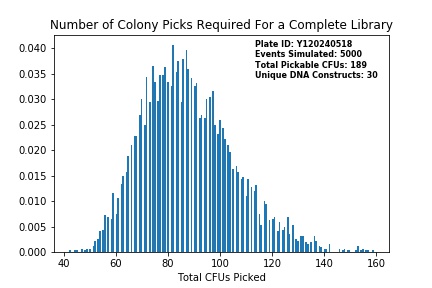 Number of Colony Picks Required For a Complete Library
Plate ID: Y120240518
Events Simulated: 5000
Total Pickable CFUs: 189
Unique DNA Constructs: 30
0.040
0.035
0.030
0.025
0.020
0.015
0.010
0.005
0.000
40 60 80 100 120 140 160
Total CFUs Picked